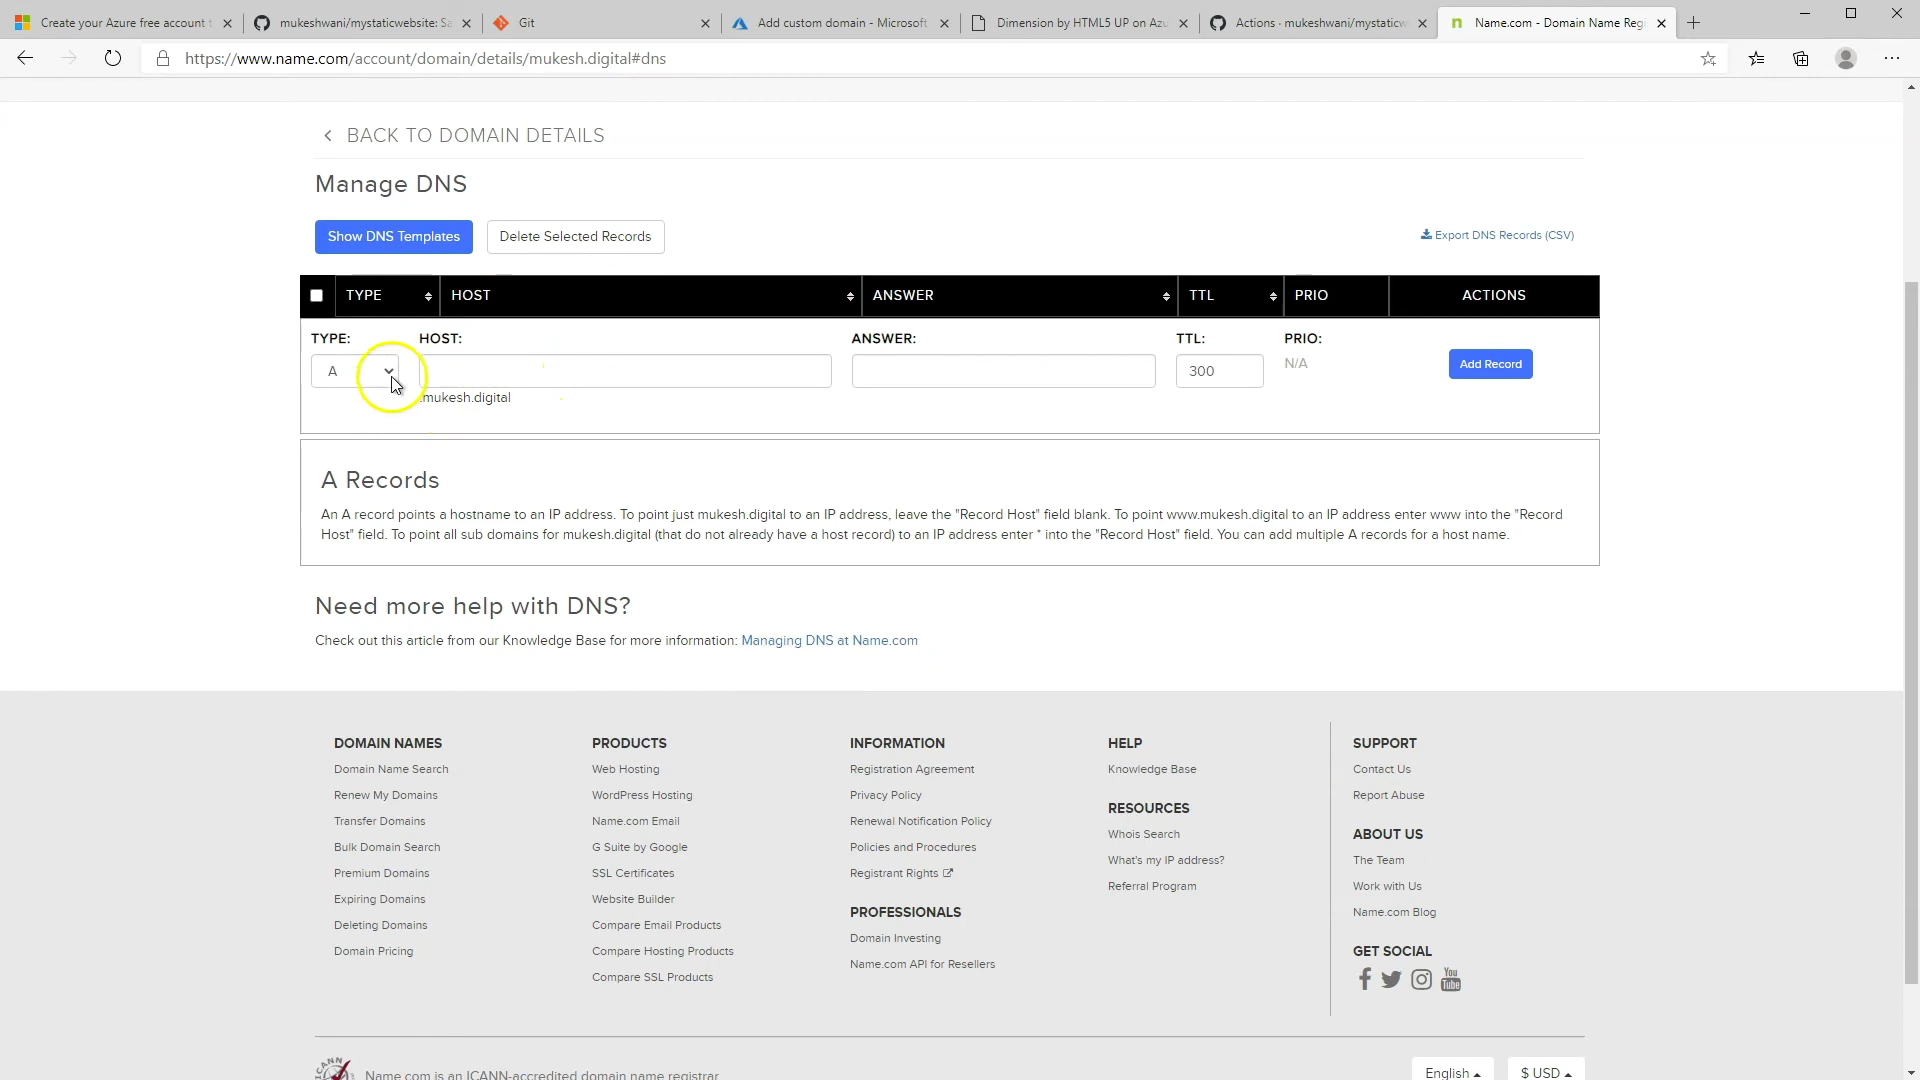 Create your Azure free account t
mukeshwani/mystaticwebsite: Sa
Git
Add custom domain - Microsoft
Dimension by HTML5 UP on Azu
Actions · mukeshwani/mystaticw
n Name.com - Domain Name Regi
https://www.name.com/account/domain/details/mukesh.digital#dns
BACK TO DOMAIN DETAILS
Manage DNS
Show DNS Templates
Delete Selected Records
Export DNS Records (CSV)
TYPE HOST ANSWER TTL PRIO ACTIONS
TYPE: HOST: ANSWER: TTL: PRIO:
A 300 N/A Add Record
.mukesh.digital
A Records
An A record points a hostname to an IP address. To point just mukesh.digital to an IP address, leave the "Record Host" field blank. To point www.mukesh.digital to an IP address enter www into the "Record
Host" field. To point all sub domains for mukesh.digital (that do not already have a host record) to an IP address enter * into the "Record Host" field. You can add multiple A records for a host name.
Need more help with DNS?
Check out this article from our Knowledge Base for more information: Managing DNS at Name.com
DOMAIN NAMES
Domain Name Search
Renew My Domains
Transfer Domains
Bulk Domain Search
Premium Domains
Expiring Domains
Deleting Domains
Domain Pricing
PRODUCTS
Web Hosting
WordPress Hosting
Name.com Email
G Suite by Google
SSL Certificates
Website Builder
Compare Email Products
Compare Hosting Products
Compare SSL Products
INFORMATION
Registration Agreement
Privacy Policy
Renewal Notification Policy
Policies and Procedures
Registrant Rights
PROFESSIONALS
Domain Investing
Name.com API for Resellers
HELP
Knowledge Base
RESOURCES
Whois Search
What's my IP address?
Referral Program
SUPPORT
Contact Us
Report Abuse
ABOUT US
The Team
Work with Us
Name.com Blog
GET SOCIAL
You
Tube
ICANN
Name.com is an ICANN-accredited domain name registrar
English
$ USD